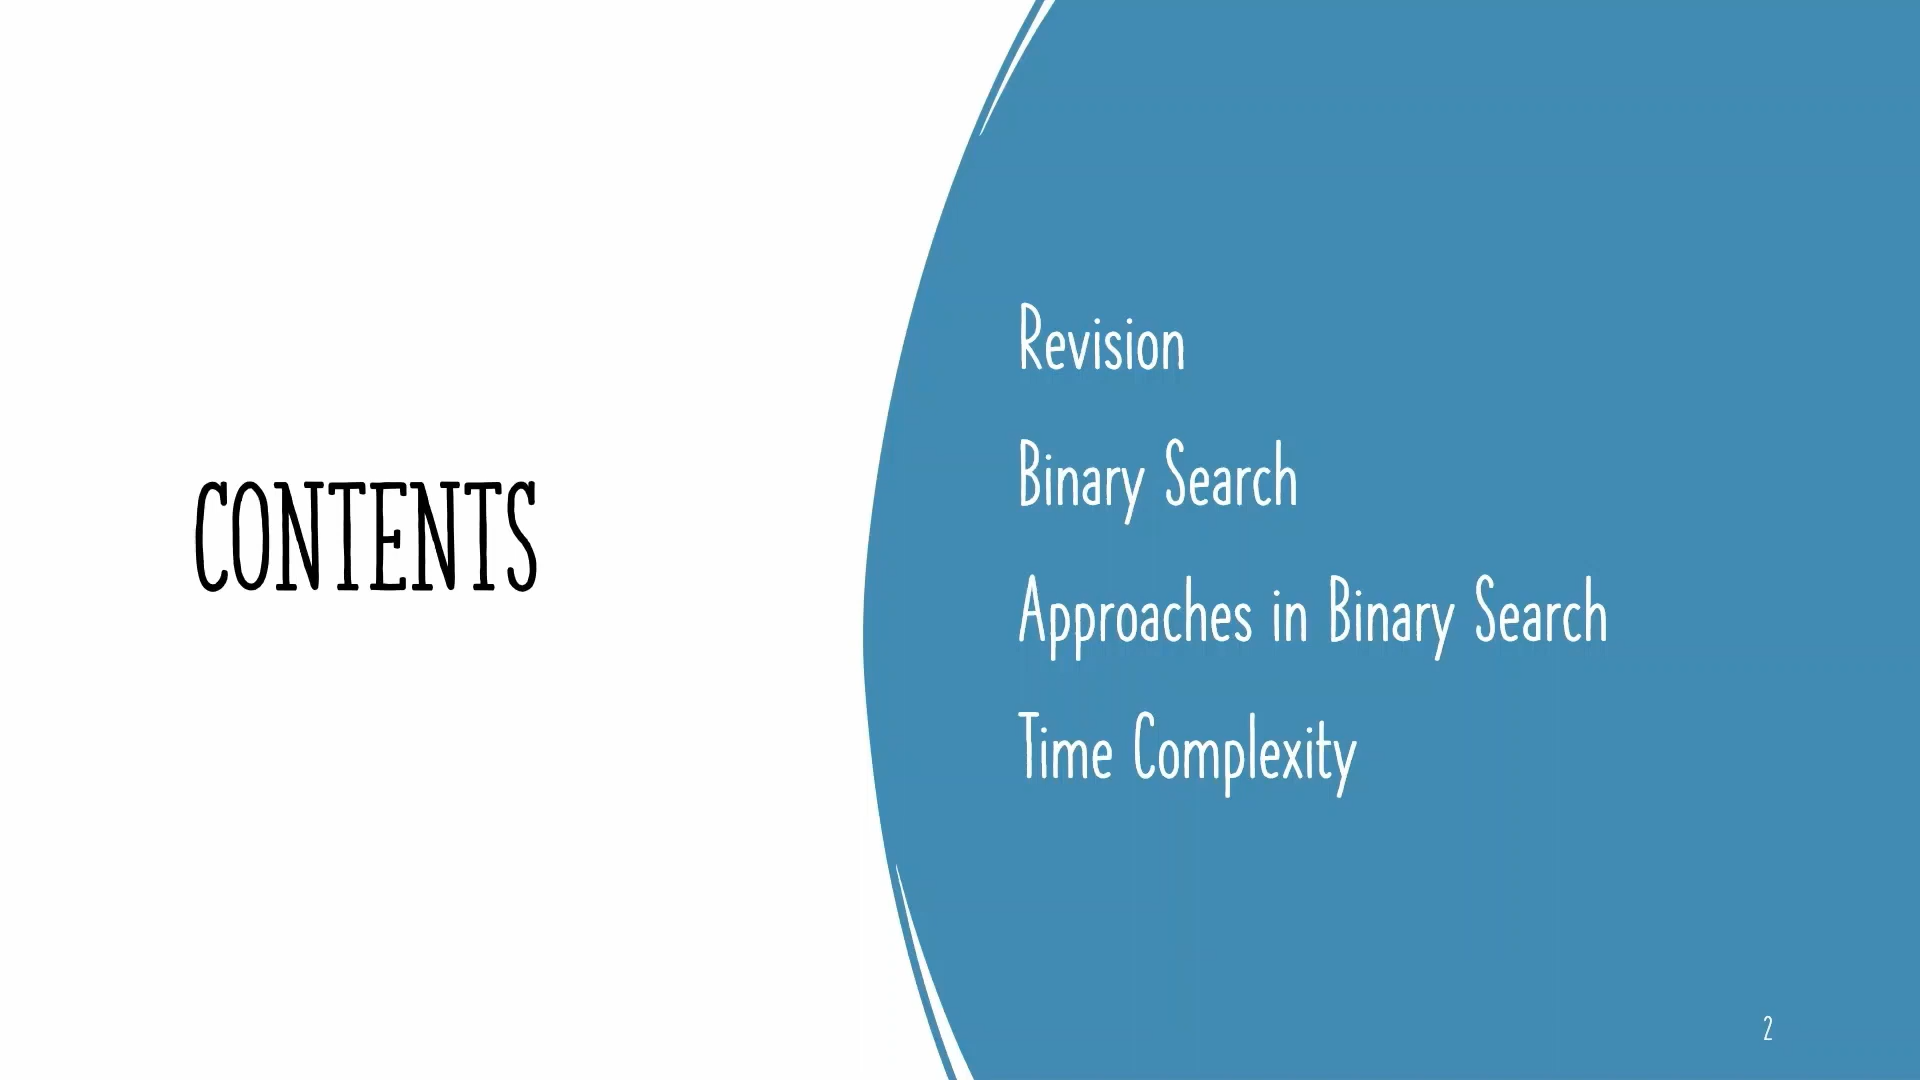 CONTENTS
Revision
Binary Search
Approaches in Binary Search
Time Complexity
2